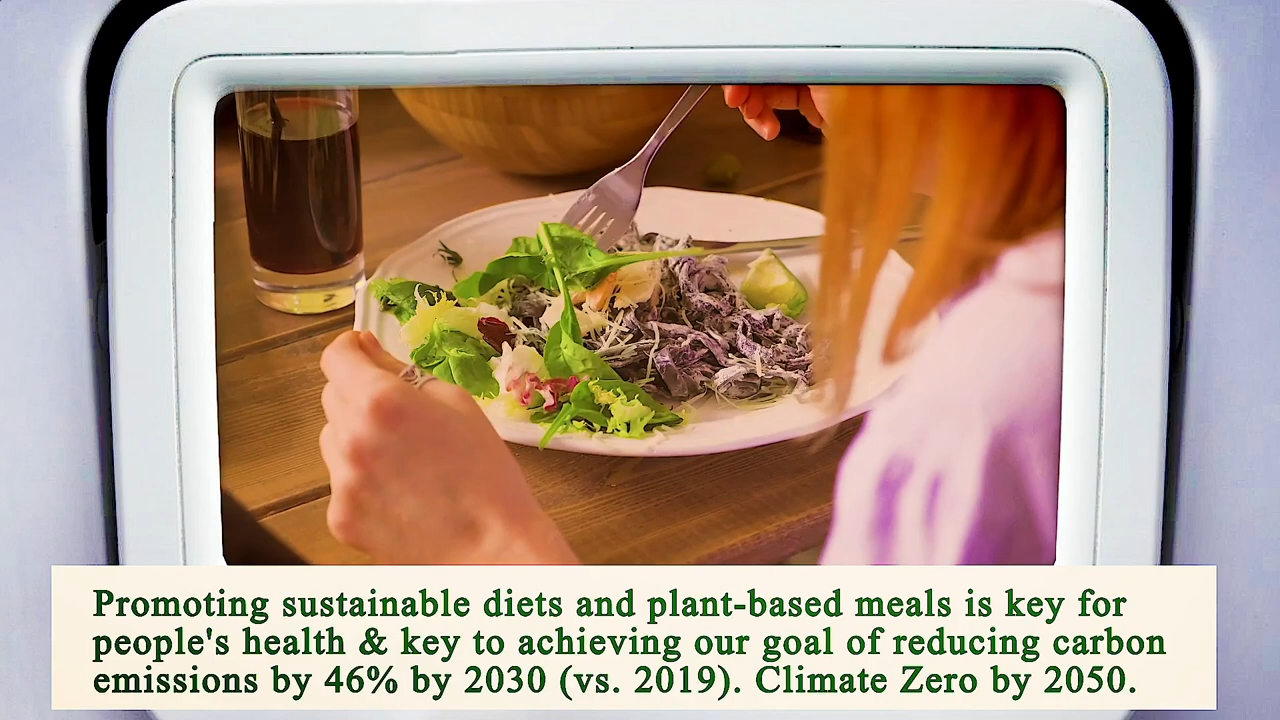 Promoting sustainable diets and plant-based meals is key for
people's health & key to achieving our goal of reducing carbon
emissions by 46% by 2030 (vs. 2019). Climate Zero by 2050.